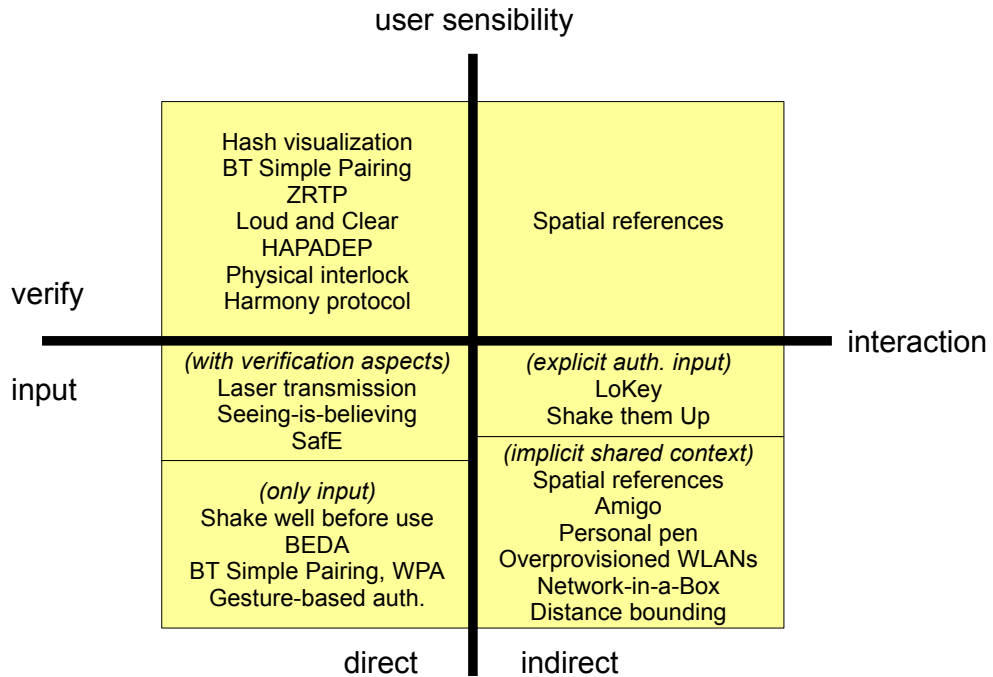 user sensibility
Hash visualization
BT Simple Pairing
ZRTP
Loud and Clear
HAPADEP
Physical interlock
Harmony protocol
Spatial references
verify
interaction
input
(with verification aspects)
Laser transmission
Seeing-is-believing
SafE
(explicit auth. input)
LoKey
Shake them Up
(only input)
Shake well before use
BEDA
BT Simple Pairing, WPA
Gesture-based auth.
(implicit shared context)
Spatial references
Amigo
Personal pen
Overprovisioned WLANs
Network-in-a-Box
Distance bounding
direct
indirect